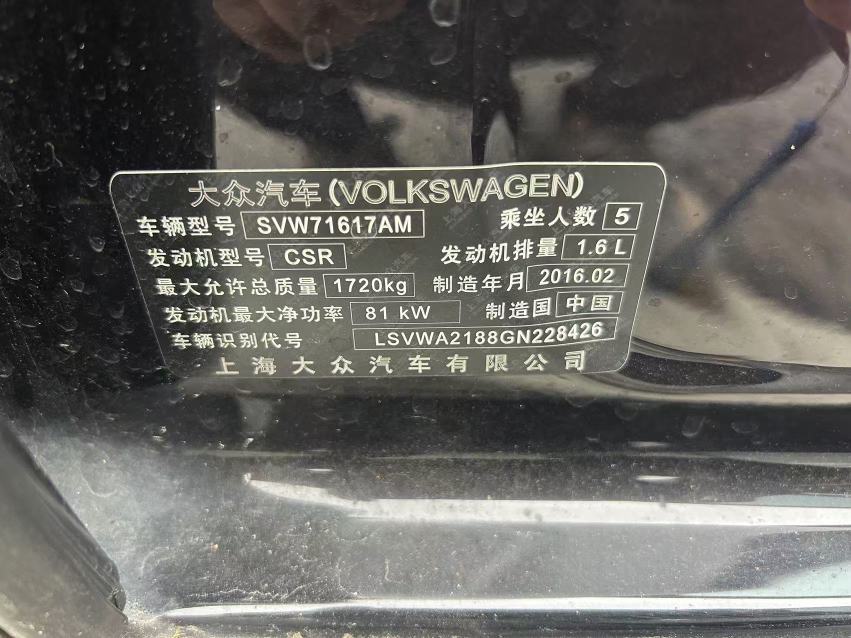 大众汽车(VOLKSWAGEN)
车辆型号 SVW71617AM 乘坐人数 5
发动机型号 CSR 发动机排量 1.6 L
最大允许总质量 1720kg 制造年月 2016.02
发动机最大净功率 81 kW 制造国 中国
车辆识别代号 LSVWA2188GN228426
上海大众汽车有限公司